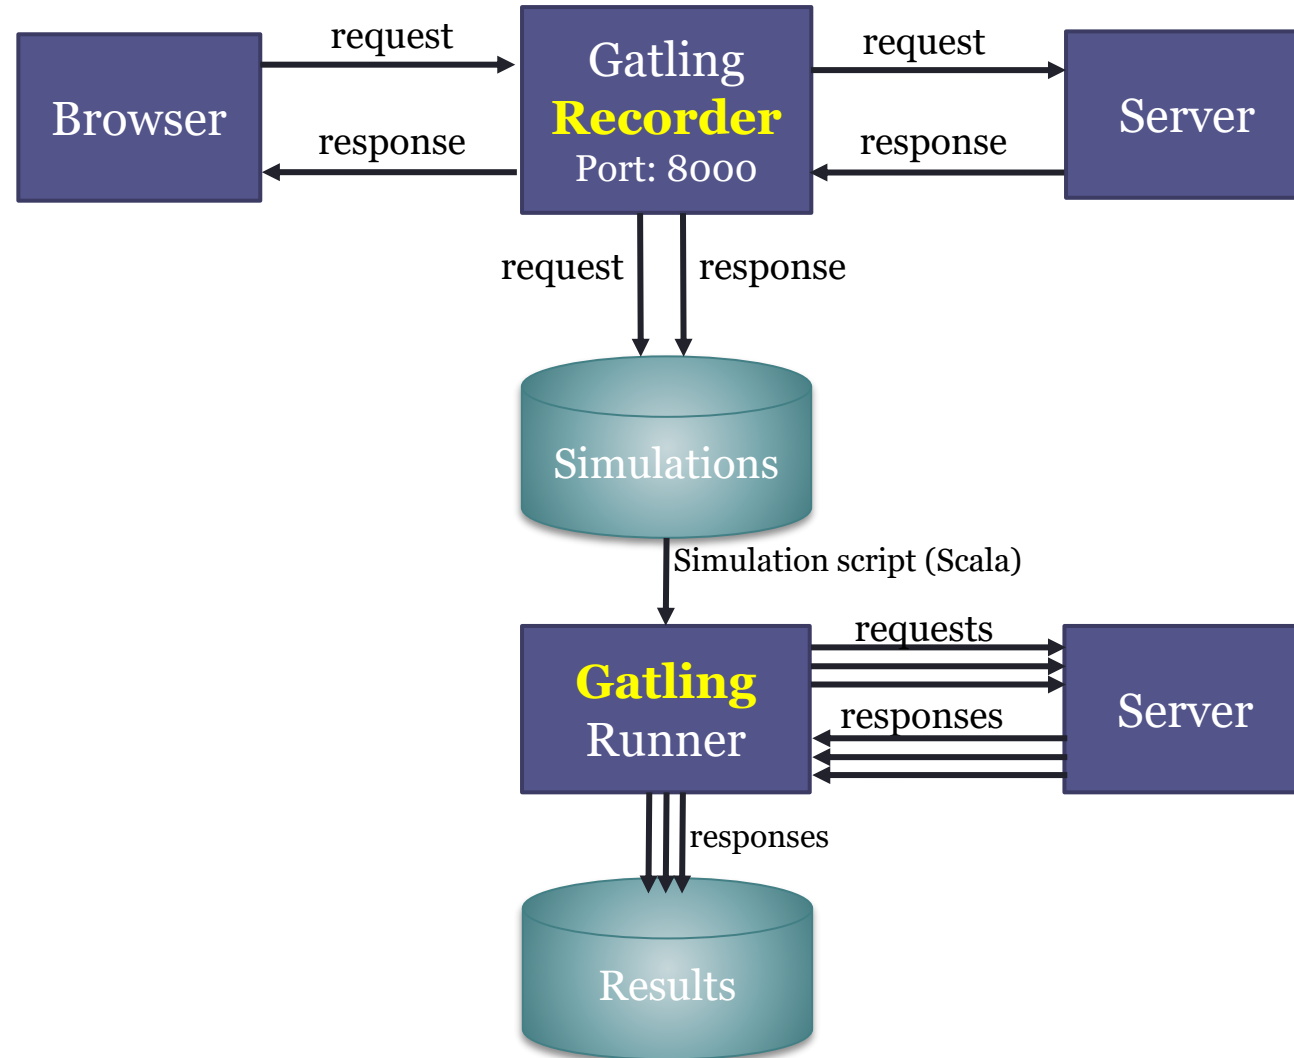 request
Gatling
Recorder
Port: 8000
request
Browser
Server
response
response
request
response
Simulations
Simulation script (Scala)
requests
Gatling
Runner
responses
Server
responses
Results